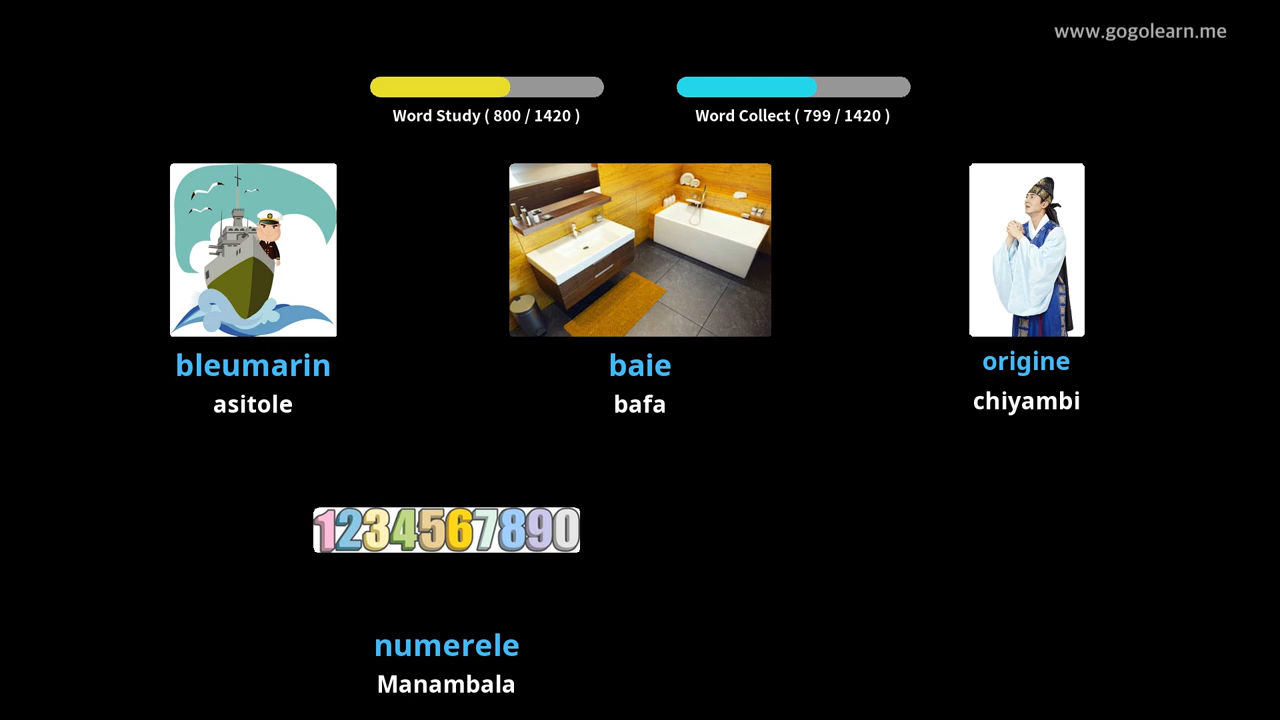 www.gogolearn.me
Word Study ( 800 / 1420 )
Word Collect ( 799 / 1420 )
bleumarin
asitole
baie
bafa
origine
chiyambi
1234567890
numerele
Manambala